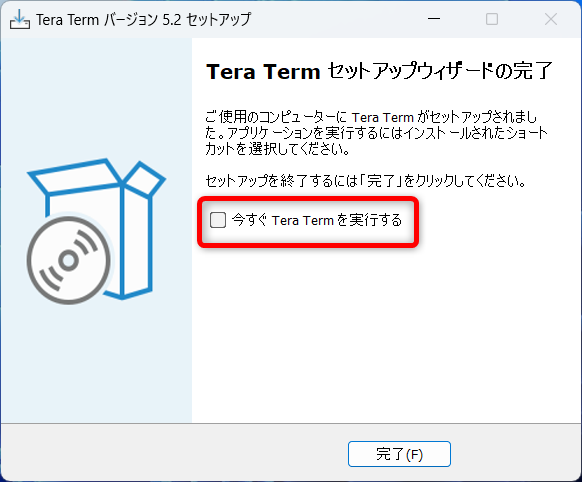 Tera Term バージョン 5.2 セットアップ
Tera Term セットアップウィザードの完了
ご使用のコンピューターに Tera Term がセットアップされまし
た。アプリケーションを実行するにはインストールされたショート
カットを選択してください。
セットアップを終了するには「完了」をクリックしてください。
今すぐ Tera Term を実行する
完了(F)